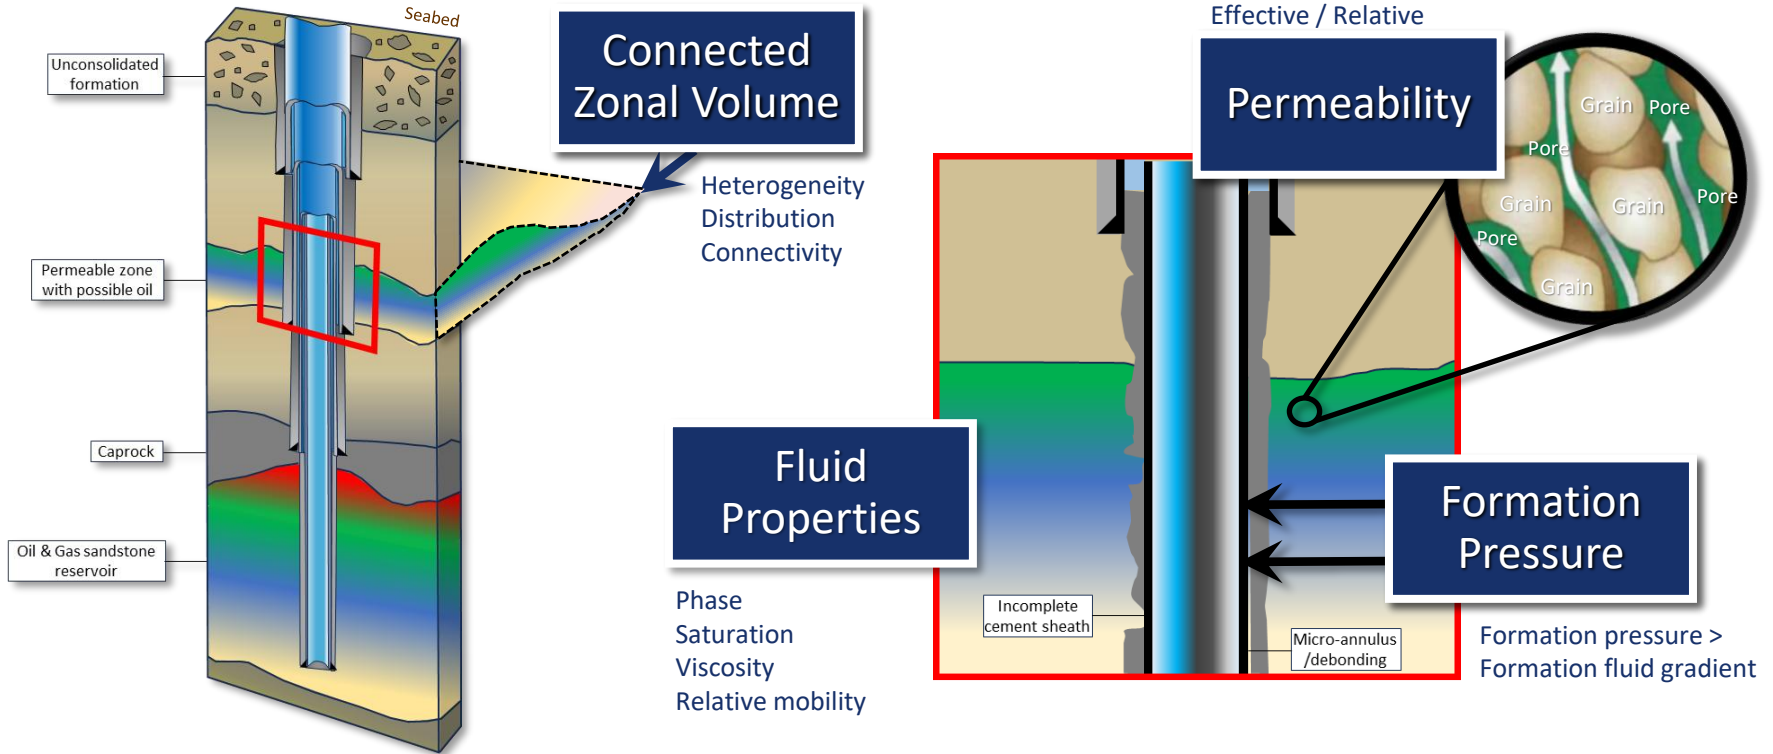 Seabed
Unconsolidated
formation
Permeable zone
with possible oil
Caprock
Oil & Gas sandstone
reservoir
Connected
Zonal Volume
Heterogeneity
Distribution
Connectivity
Effective / Relative
Permeability
Grain
Pore
Pore
Grain
Grain
Pore
Pore
Grain
Fluid
Properties
Phase
Saturation
Viscosity
Relative mobility
Incomplete
cement sheath
Micro-annulus
/debonding
Formation
Pressure
Formation pressure >
Formation fluid gradient